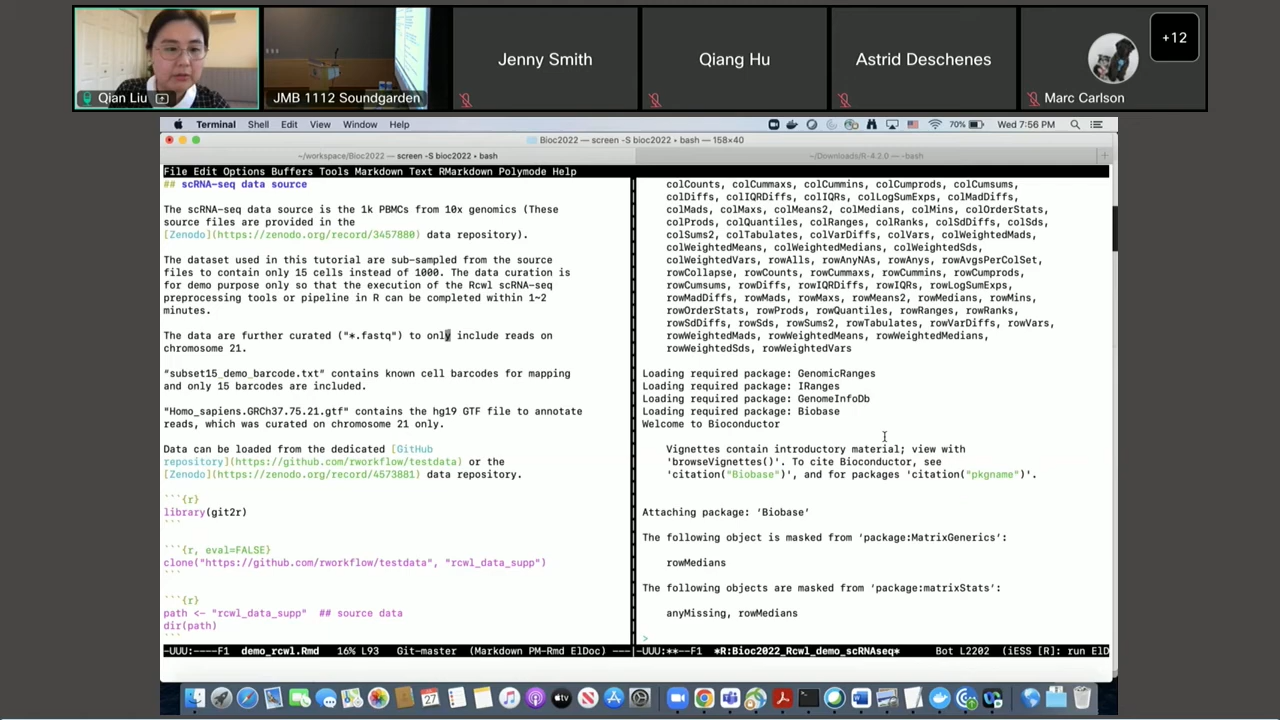 Qian Liu
JMB 1112 Soundgarden
Jenny Smith
Qiang Hu
Astrid Deschenes
Marc Carlson
+12
Terminal Shell Edit View Window Help
70% Wed 7:56 PM
Bioc2022 — screen -S bioc2022 • bash — 158×40
~/workspace/Bioc2022 — screen -S bioc2022 • bash
~/Downloads/R-4.2.0 — -bash
File Edit Options Buffers Tools Markdown Text RMarkdown Polymode Help
## scRNA-seq data source
The scRNA-seq data source is the 1k PBMCs from 10x genomics (These
source files are provided in the
[Zenodo](https://zenodo.org/record/3457880) data repository).
The dataset used in this tutorial are sub-sampled from the source
files to contain only 15 cells instead of 1000. The data curation is
for demo purpose only so that the execution of the Rcwl scRNA-seq
preprocessing tools or pipeline in R can be completed within 1~2
minutes.
The data are further curated ("*.fastq") to only include reads on
chromosome 21.
"subset15_demo_barcode.txt" contains known cell barcodes for mapping
and only 15 barcodes are included.
"Homo_sapiens.GRCh37.75.21.gtf" contains the hg19 GTF file to annotate
reads, which was curated on chromosome 21 only.
Data can be loaded from the dedicated [GitHub
repository](https://github.com/rworkflow/testdata) or the
[Zenodo](https://zenodo.org/record/4573881) data repository.
```{r}
library(git2r)
```
```{r, eval=FALSE}
clone("https://github.com/rworkflow/testdata", "rcwl_data_supp")
```
```{r}
path <- "rcwl_data_supp"  ## source data
dir(path)
```
-UUU:----F1 demo_rcwl.Rmd 16% L93 Git-master (Markdown PM-Rmd ElDoc) ---
colCounts, colCummaxs, colCummins, colCumprods, colCumsums,
colDiffs, colIQRDiffs, colIQRs, colLogSumExps, colMadDiffs,
colMads, colMaxs, colMeans2, colMedians, colMins, colOrderStats,
colProds, colQuantiles, colRanges, colRanks, colSdDiffs, colSds,
colSums2, colTabulates, colVarDiffs, colVars, colWeightedMads,
colWeightedMeans, colWeightedMedians, colWeightedSds,
colWeightedVars, rowAlls, rowAnyNAs, rowAnys, rowAvgsPerColSet,
rowCollapse, rowCounts, rowCummaxs, rowCummins, rowCumprods,
rowCumsums, rowDiffs, rowIQRDiffs, rowIQRs, rowLogSumExps,
rowMadDiffs, rowMads, rowMaxs, rowMeans2, rowMedians, rowMins,
rowOrderStats, rowProds, rowQuantiles, rowRanges, rowRanks,
rowSdDiffs, rowSds, rowSums2, rowTabulates, rowVarDiffs, rowVars,
rowWeightedMads, rowWeightedMeans, rowWeightedMedians,
rowWeightedSds, rowWeightedVars
Loading required package: GenomicRanges
Loading required package: IRanges
Loading required package: GenomeInfoDb
Loading required package: Biobase
Welcome to Bioconductor
Vignettes contain introductory material; view with
'browseVignettes()'. To cite Bioconductor, see
'citation("Biobase")', and for packages 'citation("pkgname")'.
Attaching package: ‘Biobase’
The following object is masked from ‘package:MatrixGenerics’:
rowMedians
The following objects are masked from ‘package:matrixStats’:
anyMissing, rowMedians
>
-UUU:**--F1 *R:Bioc2022_Rcwl_demo_scRNAseq* Bot L2202 (iESS [R]: run ElD